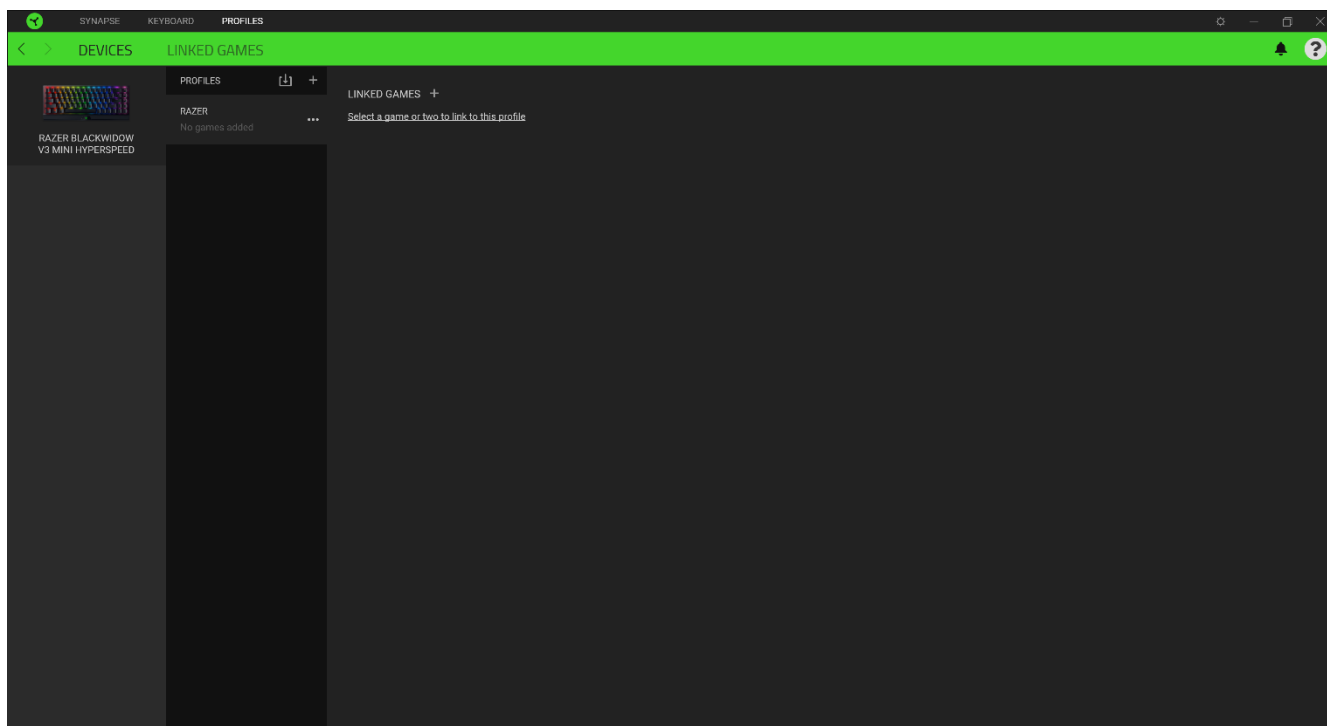 SYNAPSE KEYBOARD PROFILES
DEVICES LINKED GAMES
?
RAZER BLACKWIDOW
V3 MINI HYPERSPEED
PROFILES
RAZER
No games added
LINKED GAMES +
Select a game or two to link to this profile